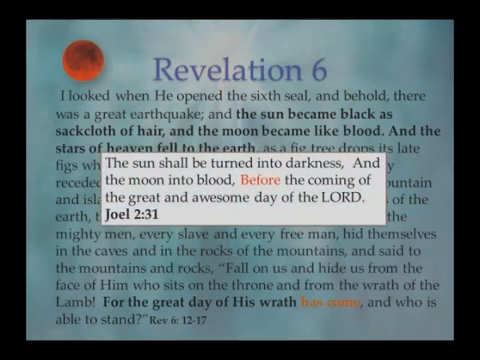 Revelation 6
I looked when He opened the sixth seal, and behold, there
was a great earthquake; and the sun became black as
sackcloth of hair, and the moon became like blood. And the
stars of heaven fell to the earth, as a fig tree drops its late
figs
The sun shall be turned into darkness, And
the moon into blood, Before the coming of
the great and awesome day of the LORD.
Joel 2:31
receded
and
of the
earth, the
mighty men, every slave and every free man, hid themselves
in the caves and in the rocks of the mountains, and said to
the mountains and rocks, “Fall on us and hide us from the
face of Him who sits on the throne and from the wrath of the
Lamb! For the great day of His wrath has come, and who is
able to stand?” Rev 6: 12-17